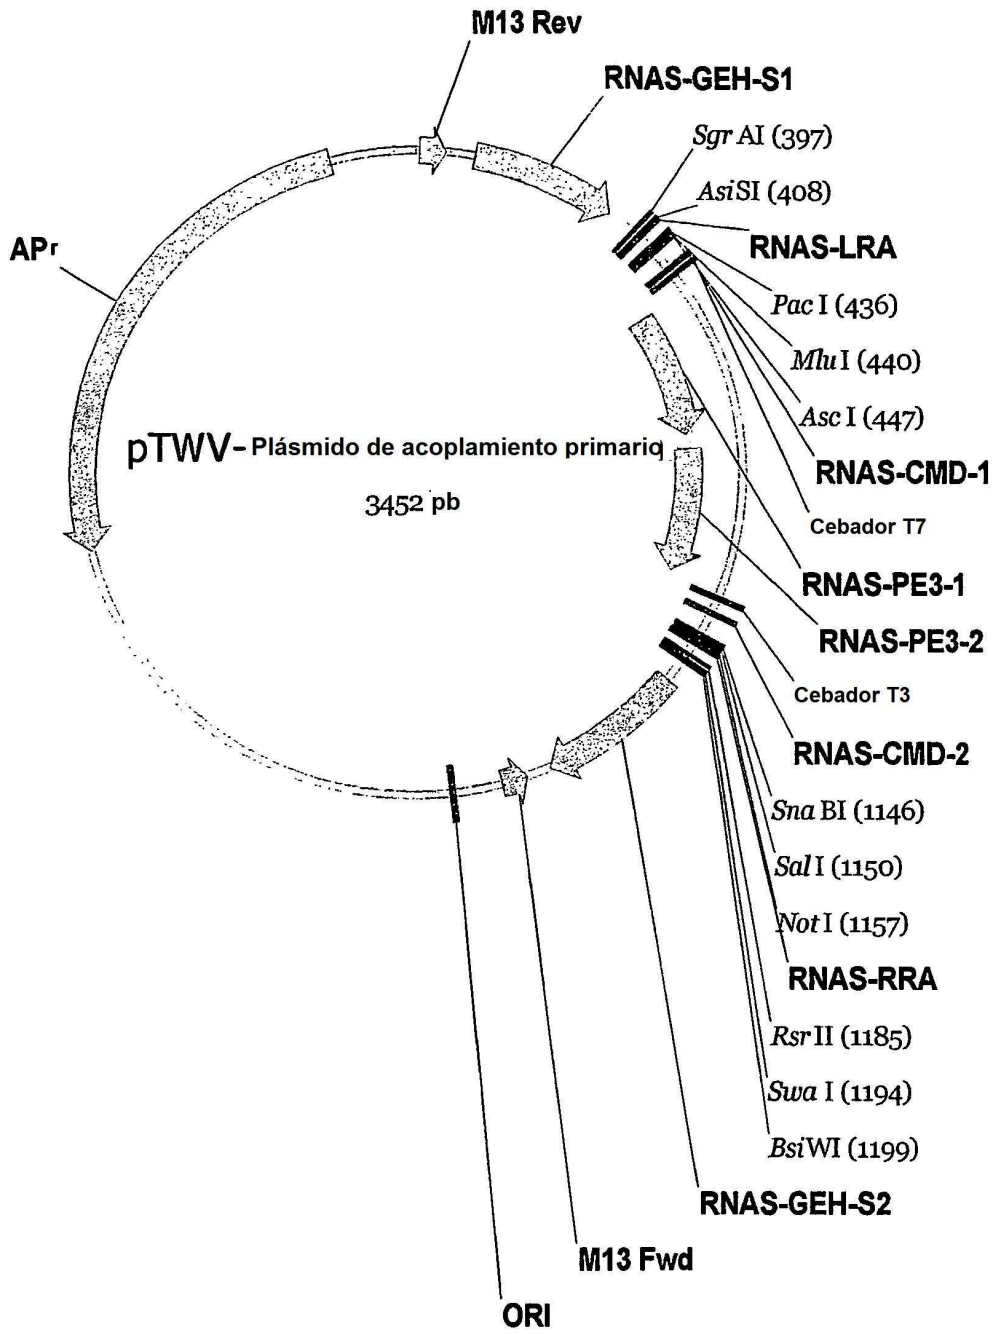 M13 Rev
RNAS-GEH-S1
Sgr AI (397)
AsiSI (408)
RNAS-LRA
APr
Pac I (436)
Mlu I (440)
Asc I (447)
pTWV- Plásmido de acoplamiento primario
3452 pb
RNAS-CMD-1
Cebador T7
RNAS-PE3-1
RNAS-PE3-2
Cebador T3
RNAS-CMD-2
Sna BI (1146)
Sal I (1150)
Not I (1157)
RNAS-RRA
Rsr II (1185)
Swa I (1194)
BsiWI (1199)
RNAS-GEH-S2
M13 Fwd
ORI